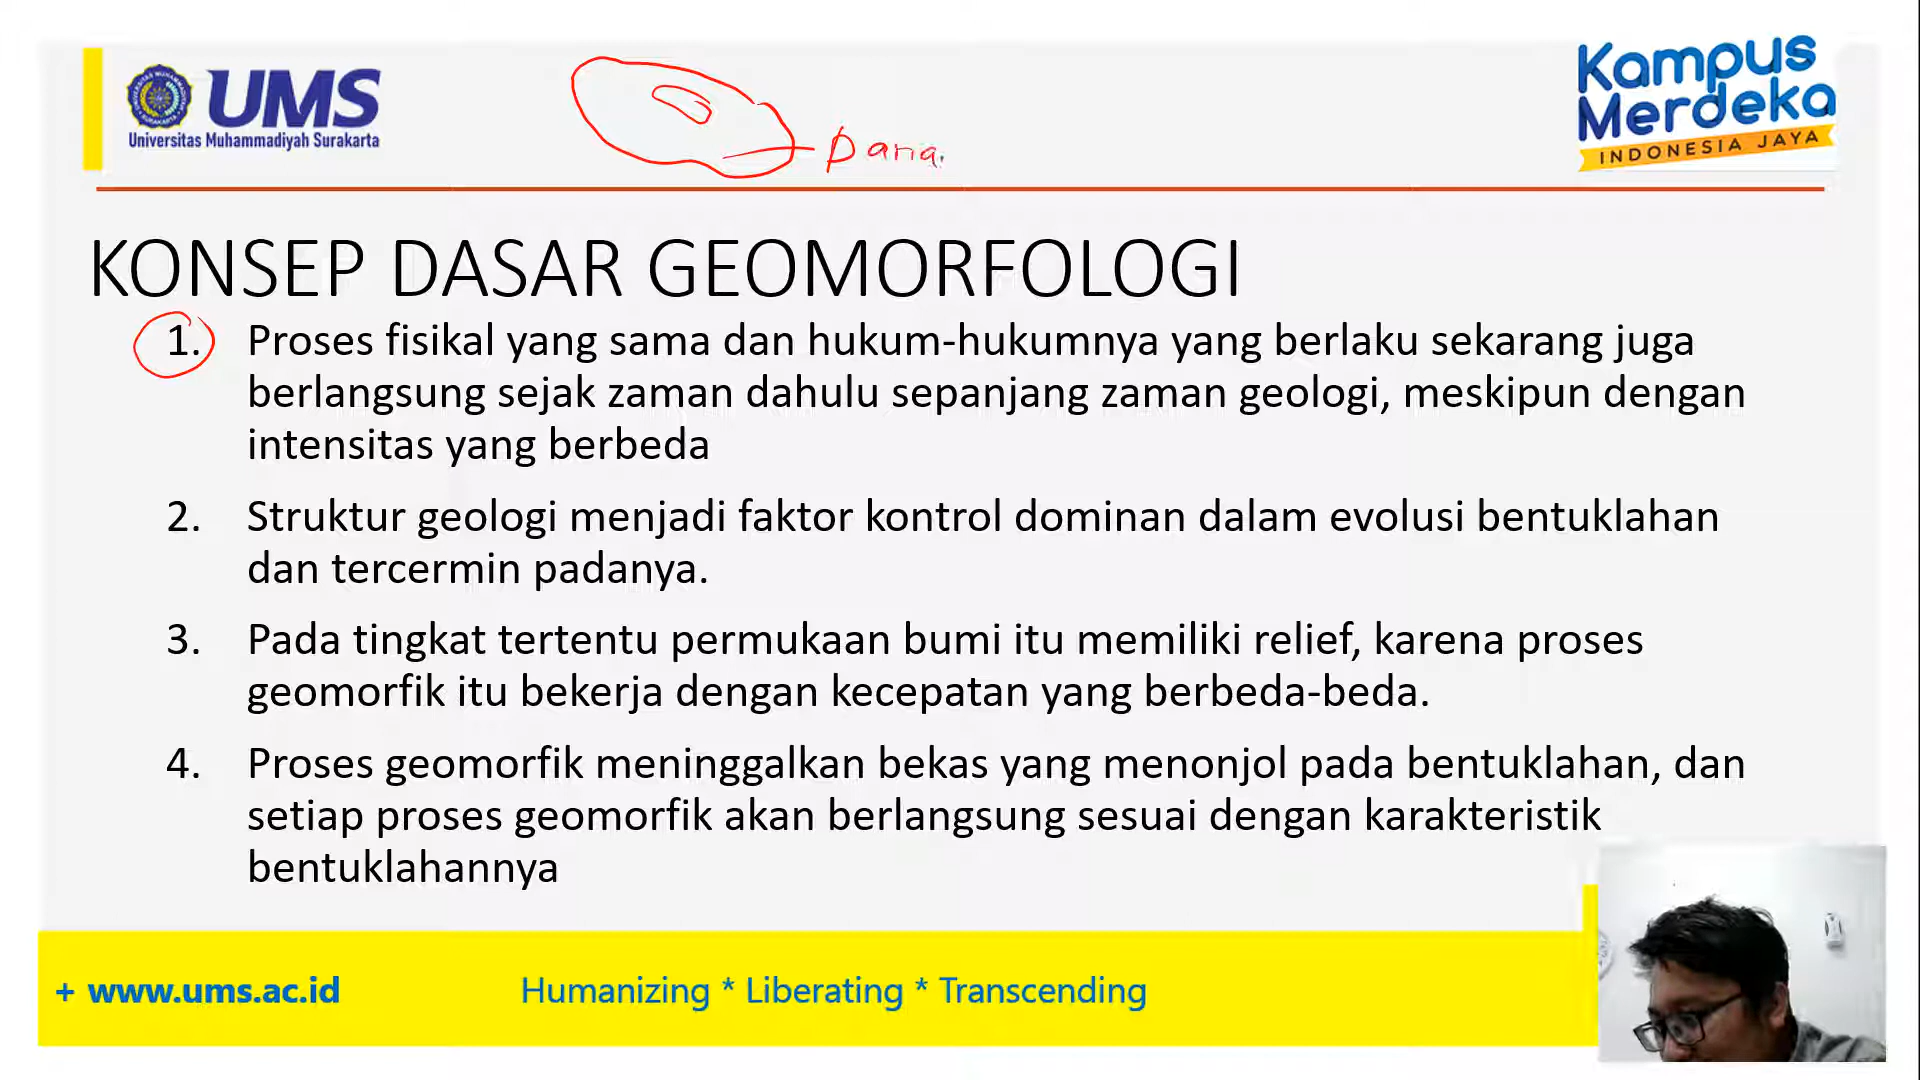 UMS
Universitas Muhammadiyah Surakarta
Kampus
Merdeka
INDONESIA JAYA
KONSEP DASAR GEOMORFOLOGI
1. Proses fisikal yang sama dan hukum-hukumnya yang berlaku sekarang juga
berlangsung sejak zaman dahulu sepanjang zaman geologi, meskipun dengan
intensitas yang berbeda
2. Struktur geologi menjadi faktor kontrol dominan dalam evolusi bentuklahan
dan tercermin padanya.
3. Pada tingkat tertentu permukaan bumi itu memiliki relief, karena proses
geomorfik itu bekerja dengan kecepatan yang berbeda-beda.
4. Proses geomorfik meninggalkan bekas yang menonjol pada bentuklahan, dan
setiap proses geomorfik akan berlangsung sesuai dengan karakteristik
bentuklahannya
+ www.ums.ac.id
Humanizing * Liberating * Transcending